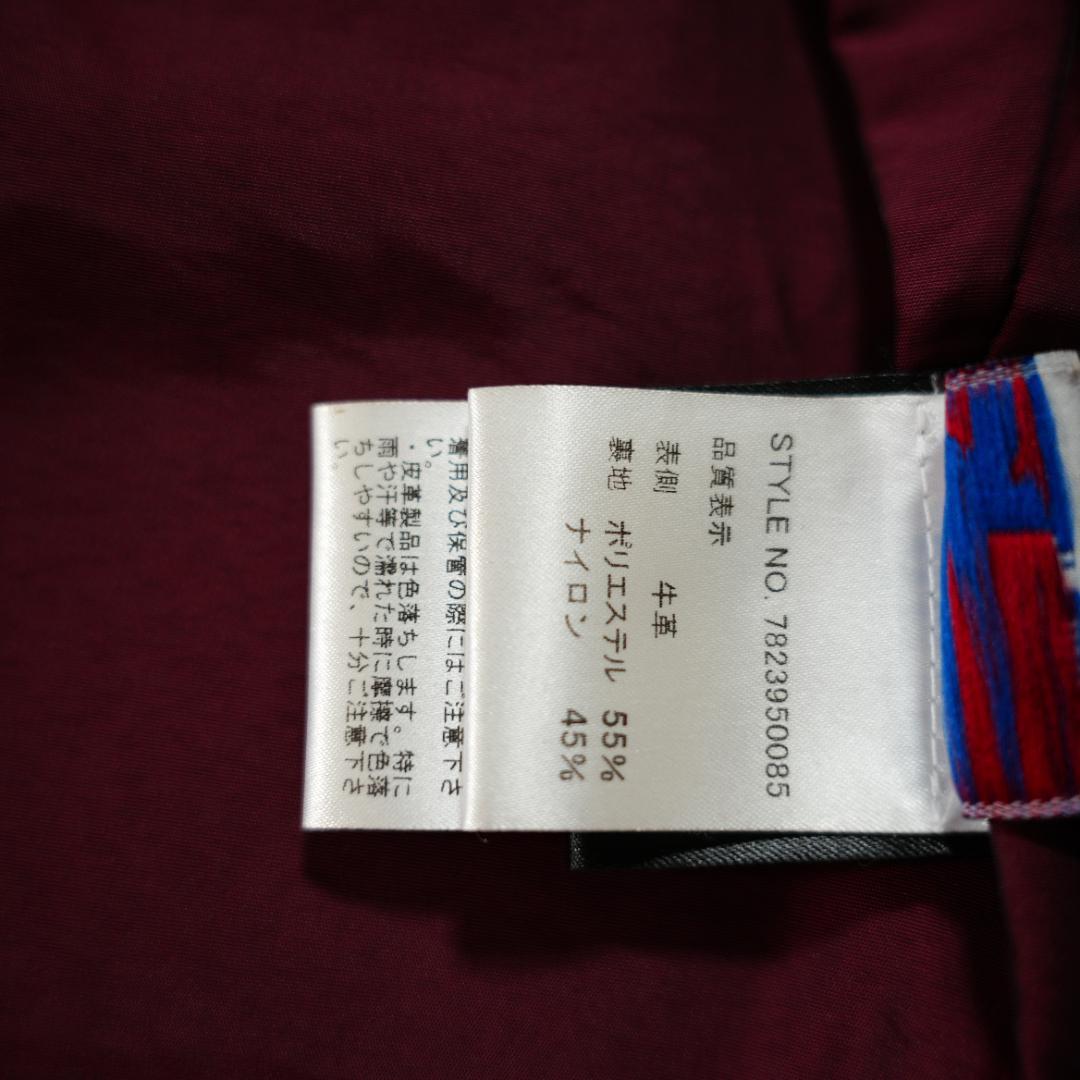 STYLE NO. 7823950085
品質表示
表側 牛革
裏地 ポリエステル 55%
ナイロン 45%
着用及び保管の際にはご注意下さ
い。
・皮革製品は色落ちします。特に
雨や汗等で濡れた時に摩擦で色落
ちしやすいので、十分ご注意下さ
い。